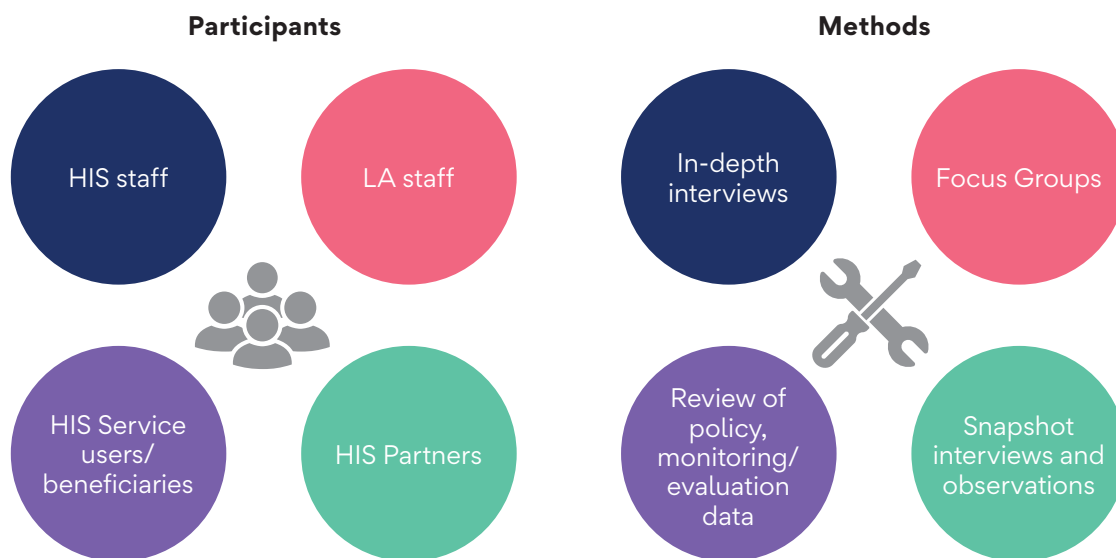 Participants
HIS staff
LA staff
HIS Service
users/
beneficiaries
HIS Partners
Methods
In-depth
interviews
Focus Groups
Review of
policy,
monitoring/
evaluation
data
Snapshot
interviews and
observations